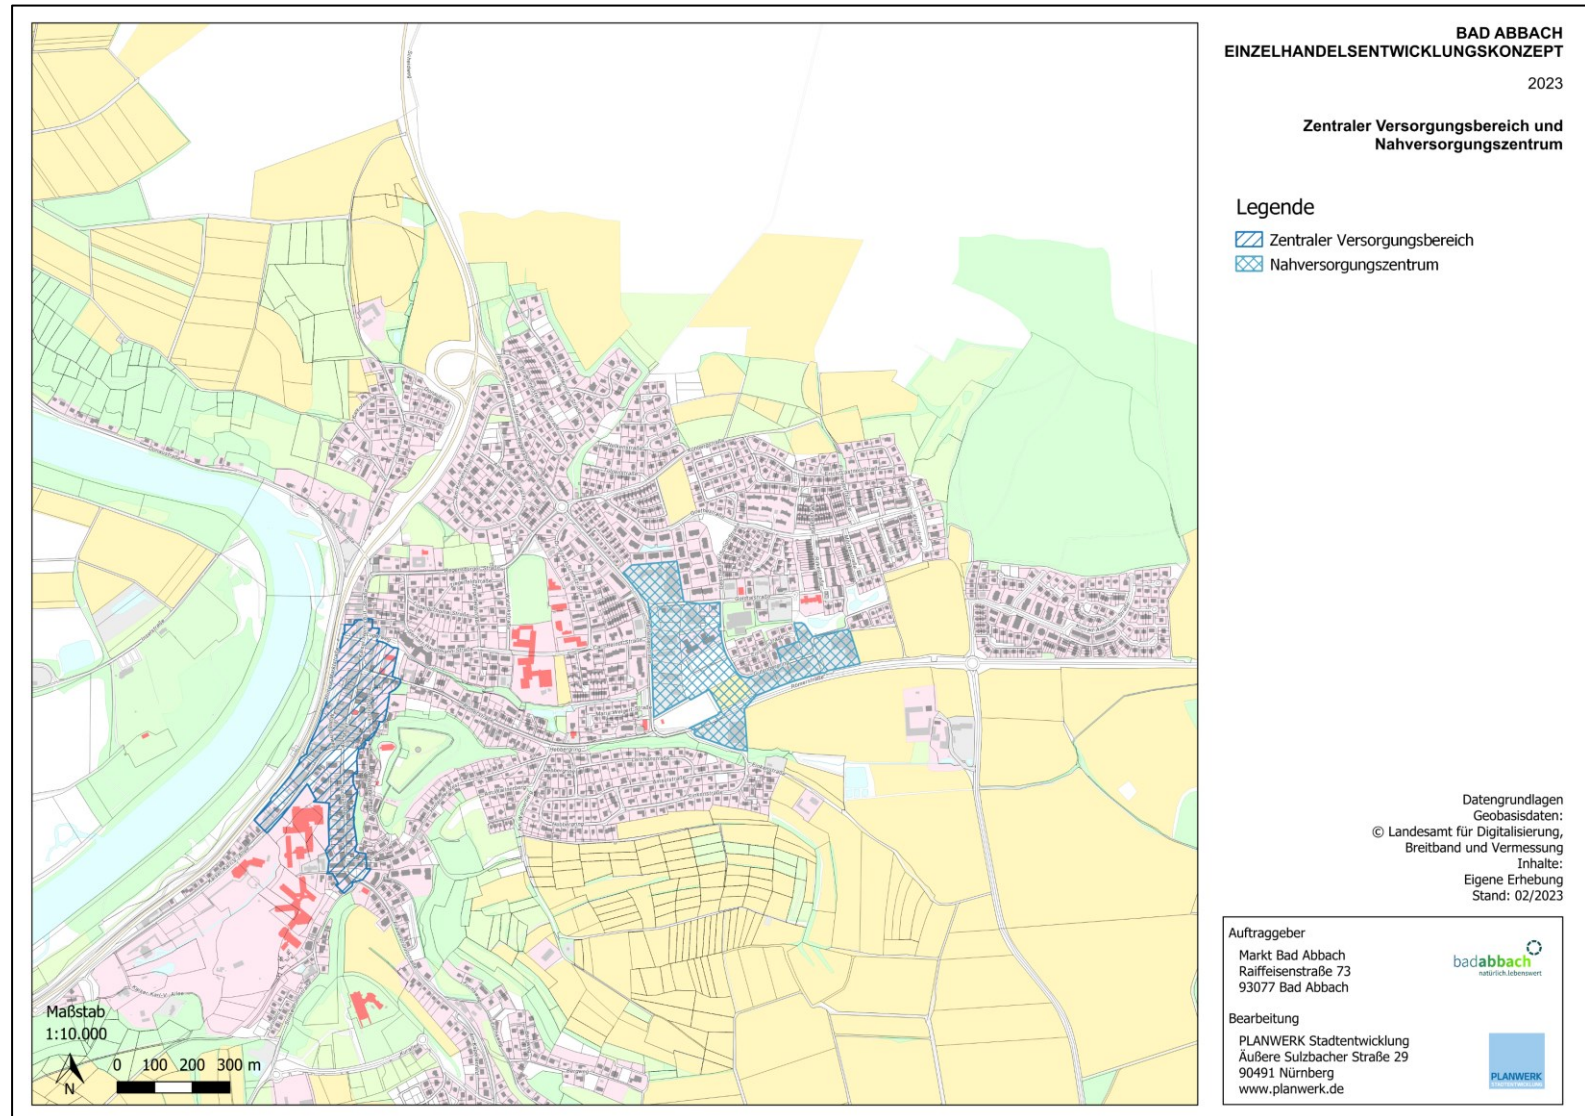 BAD ABBACH
EINZELHANDELSENTWICKLUNGSKONZEPT
2023
Zentraler Versorgungsbereich und
Nahversorgungszentrum
Legende
Zentraler Versorgungsbereich
Nahversorgungszentrum
Datengrundlagen
Geobasisdaten:
© Landesamt für Digitalisierung,
Breitband und Vermessung
Inhalte:
Eigene Erhebung
Stand: 02/2023
Auftraggeber
Markt Bad Abbach
Raiffeisenstraße 73
93077 Bad Abbach
badabbach
natürlich.lebenswert
Bearbeitung
PLANWERK Stadtentwicklung
Äußere Sulzbacher Straße 29
90491 Nürnberg
www.planwerk.de
PLANWERK
STADTENTWICKLUNG
Maßstab
1:10.000
0 100 200 300 m
N